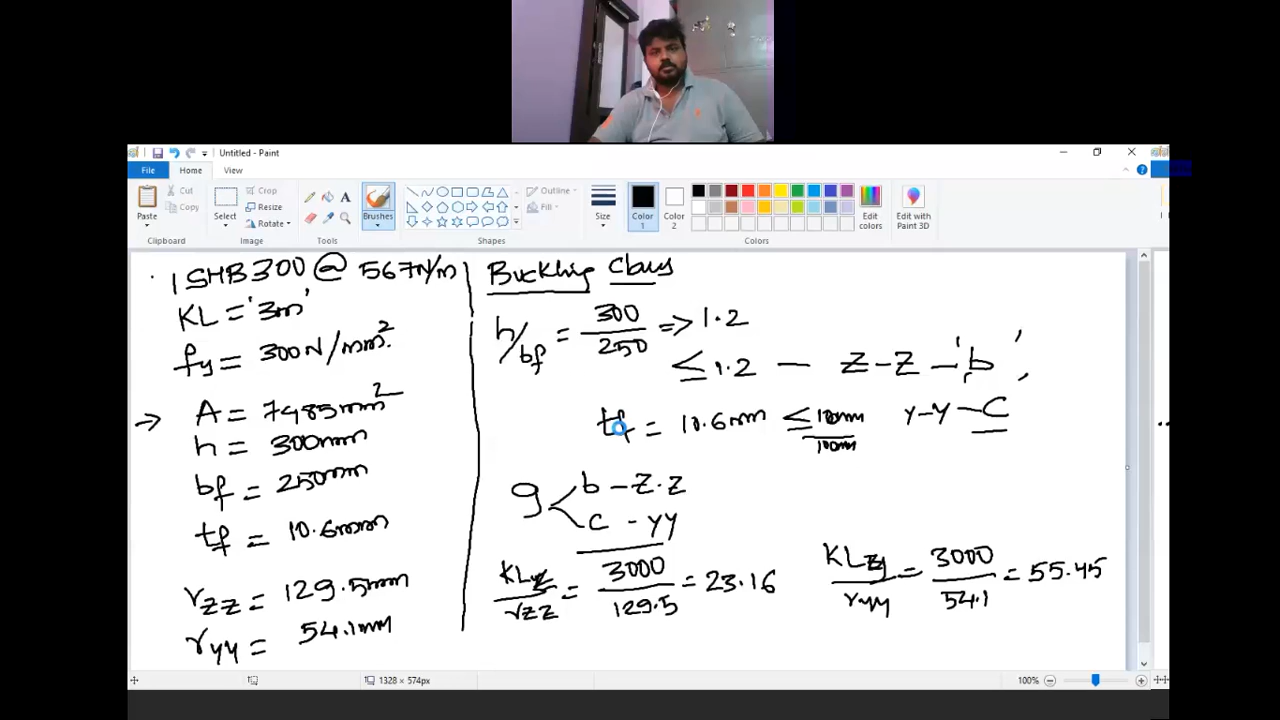 Untitled - Paint
File Home View
Paste
Cut
Copy
Clipboard
Select
Crop
Resize
Rotate
Image
Tools
Brushes
Shapes
Outline
Fill
Size
Color 1
Color 2
Edit colors
Colors
Edit with Paint 3D
ISHB300 @ 567N/m
KL = '3m'
fy = 300N/mm².
→ A = 7485mm²
h = 300mm
bf = 250mm
tf = 10.6mm
rzz = 129.5mm
ryy = 54.1mm
Buckling Class
h/bf = 300/250 => 1.2
≤ 1.2 — Z-Z - 'b'
tf = 10.6mm ≤ 100mm Y-Y - C
100mm
b - Z.Z
C - YY
= 3000/129.5 = 23.16
= 3000/54.1 = 55.45
1328 × 574px
100%